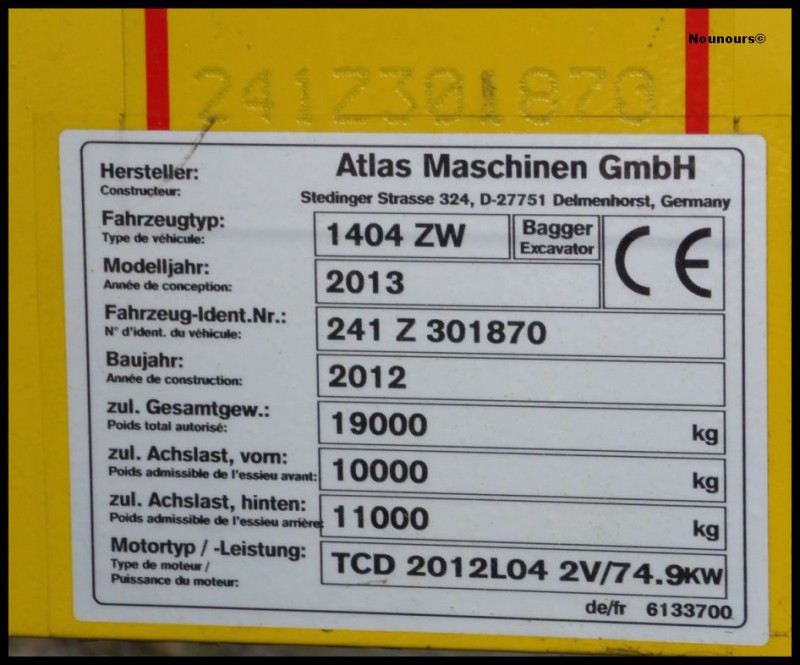 Nounours©
241Z301870
Hersteller: Atlas Maschinen GmbH
Constructeur: Stedinger Strasse 324, D-27751 Delmenhorst, Germany
Fahrzeugtyp: 1404 ZW Bagger
Type de véhicule: Excavator
CE
Modelljahr: 2013
Année de conception:
Fahrzeug-Ident.Nr.: 241 Z 301870
N° d'ident. du véhicule:
Baujahr: 2012
Année de construction:
zul. Gesamtgew.: 19000 kg
Poids total autorisé:
zul. Achslast, vorn: 10000 kg
Poids admissible de l'essieu avant:
zul. Achslast, hinten: 11000 kg
Poids admissible de l'essieu arrière:
Motortyp / -Leistung: TCD 2012L04 2V/74.9KW
Type de moteur /
Puissance du moteur:
de/fr 6133700